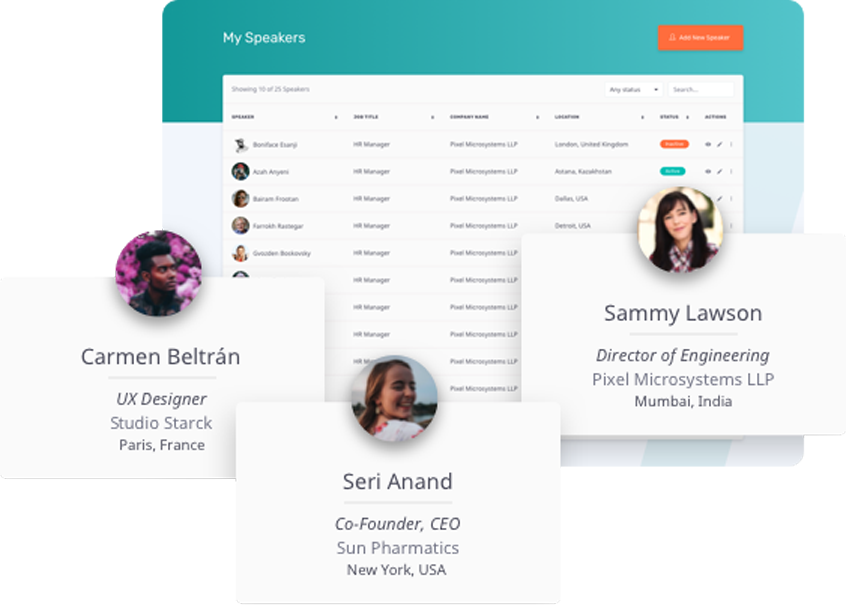 My Speakers
Add New Speaker
Showing 10 of 25 Speakers
Any status
Search...
SPEAKER JOB TITLE COMPANY NAME LOCATION STATUS ACTIONS
Boniface Esanji HR Manager Pixel Microsystems LLP London, United Kingdom Inactive
Azah Anyeni HR Manager Pixel Microsystems LLP Astana, Kazakhstan Active
Bairam Frootan HR Manager Pixel Microsystems LLP Dallas, USA
Farrokh Rastegar HR Manager Pixel Microsystems LLP Detroit, USA
Gvozden Boskovsky HR Manager Pixel Microsystems LLP
HR Manager Pixel Microsystems LLP
HR Manager Pixel Microsystems LLP
HR Manager Pixel Microsystems LLP
HR Pixel Microsystems LLP
Pixel Microsystems LLP
Carmen Beltrán
UX Designer
Studio Starck
Paris, France
Seri Anand
Co-Founder, CEO
Sun Pharmatics
New York, USA
Sammy Lawson
Director of Engineering
Pixel Microsystems LLP
Mumbai, India